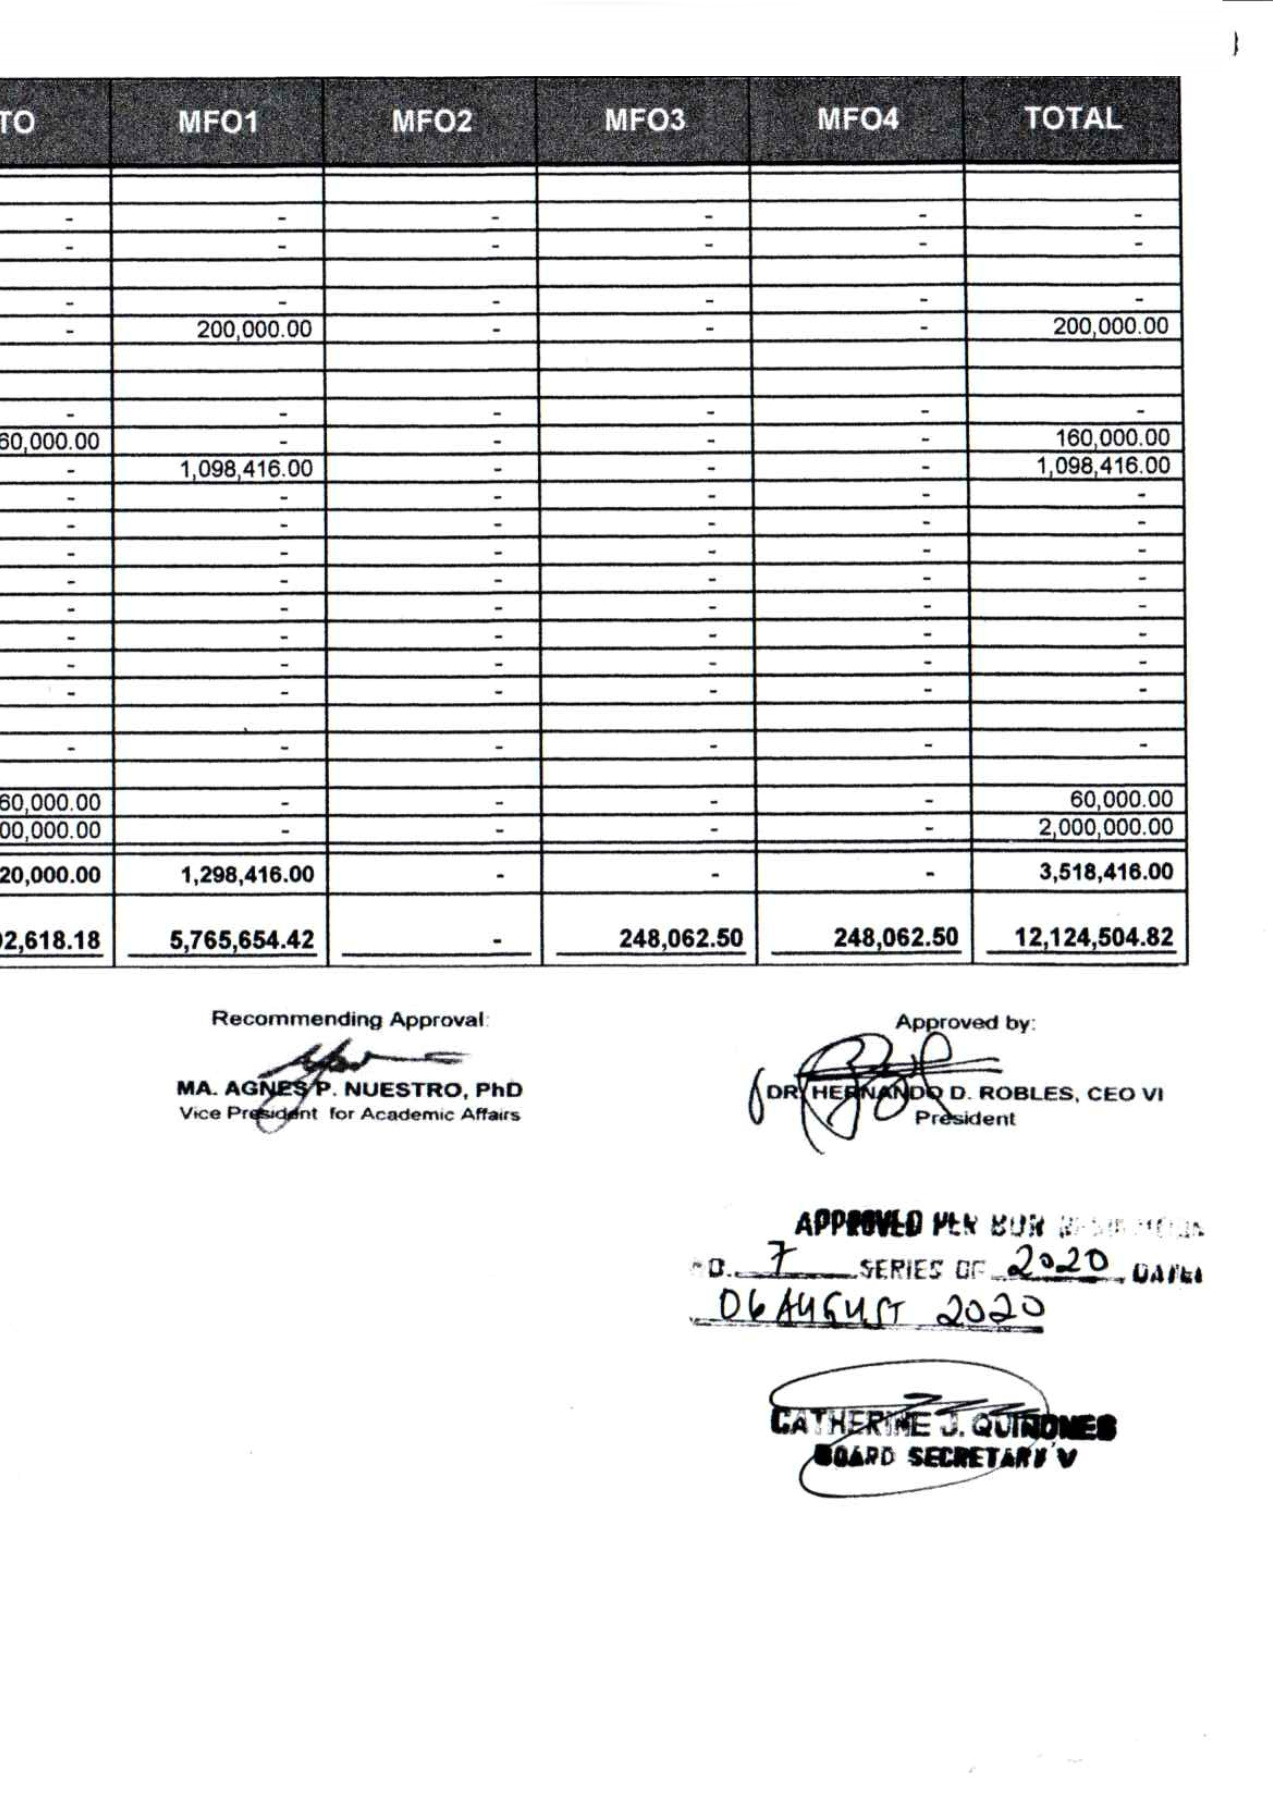 TO MFO1 MFO2 MFO3 MFO4 TOTAL
- - - - - -
- - - - - -
- - - - - -
- 200,000.00 - - - 200,000.00
- - - - - -
60,000.00 - - - - 160,000.00
- 1,098,416.00 - - - 1,098,416.00
- - - - - -
- - - - - -
- - - - - -
- - - - - -
- - - - - -
- - - - - -
- - - - - -
- - - - - -
- - - - - -
60,000.00 - - - - 60,000.00
00,000.00 - - - - 2,000,000.00
20,000.00 1,298,416.00 - - - 3,518,416.00
2,618.18 5,765,654.42 - 248,062.50 248,062.50 12,124,504.82
Recommending Approval: Approved by:
MA. AGNES P. NUESTRO, PhD DR. HERNANDO D. ROBLES, CEO VI
Vice President for Academic Affairs President
APPROVED PER
7 SERIES OF 2020
06 AUGUST 2020
CATHERINE J. QUINONES
BOARD SECRETARY V